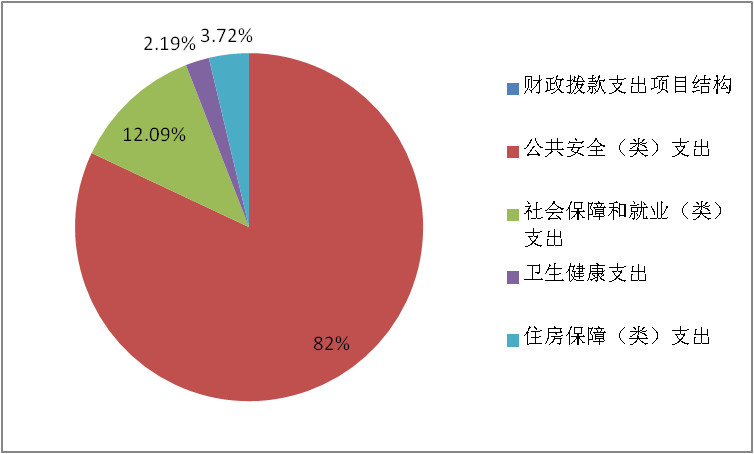 3.72%
2.19%
12.09%
82%
财政拨款支出项目结构
公共安全（类）支出
社会保障和就业（类）
支出
卫生健康支出
住房保障（类）支出